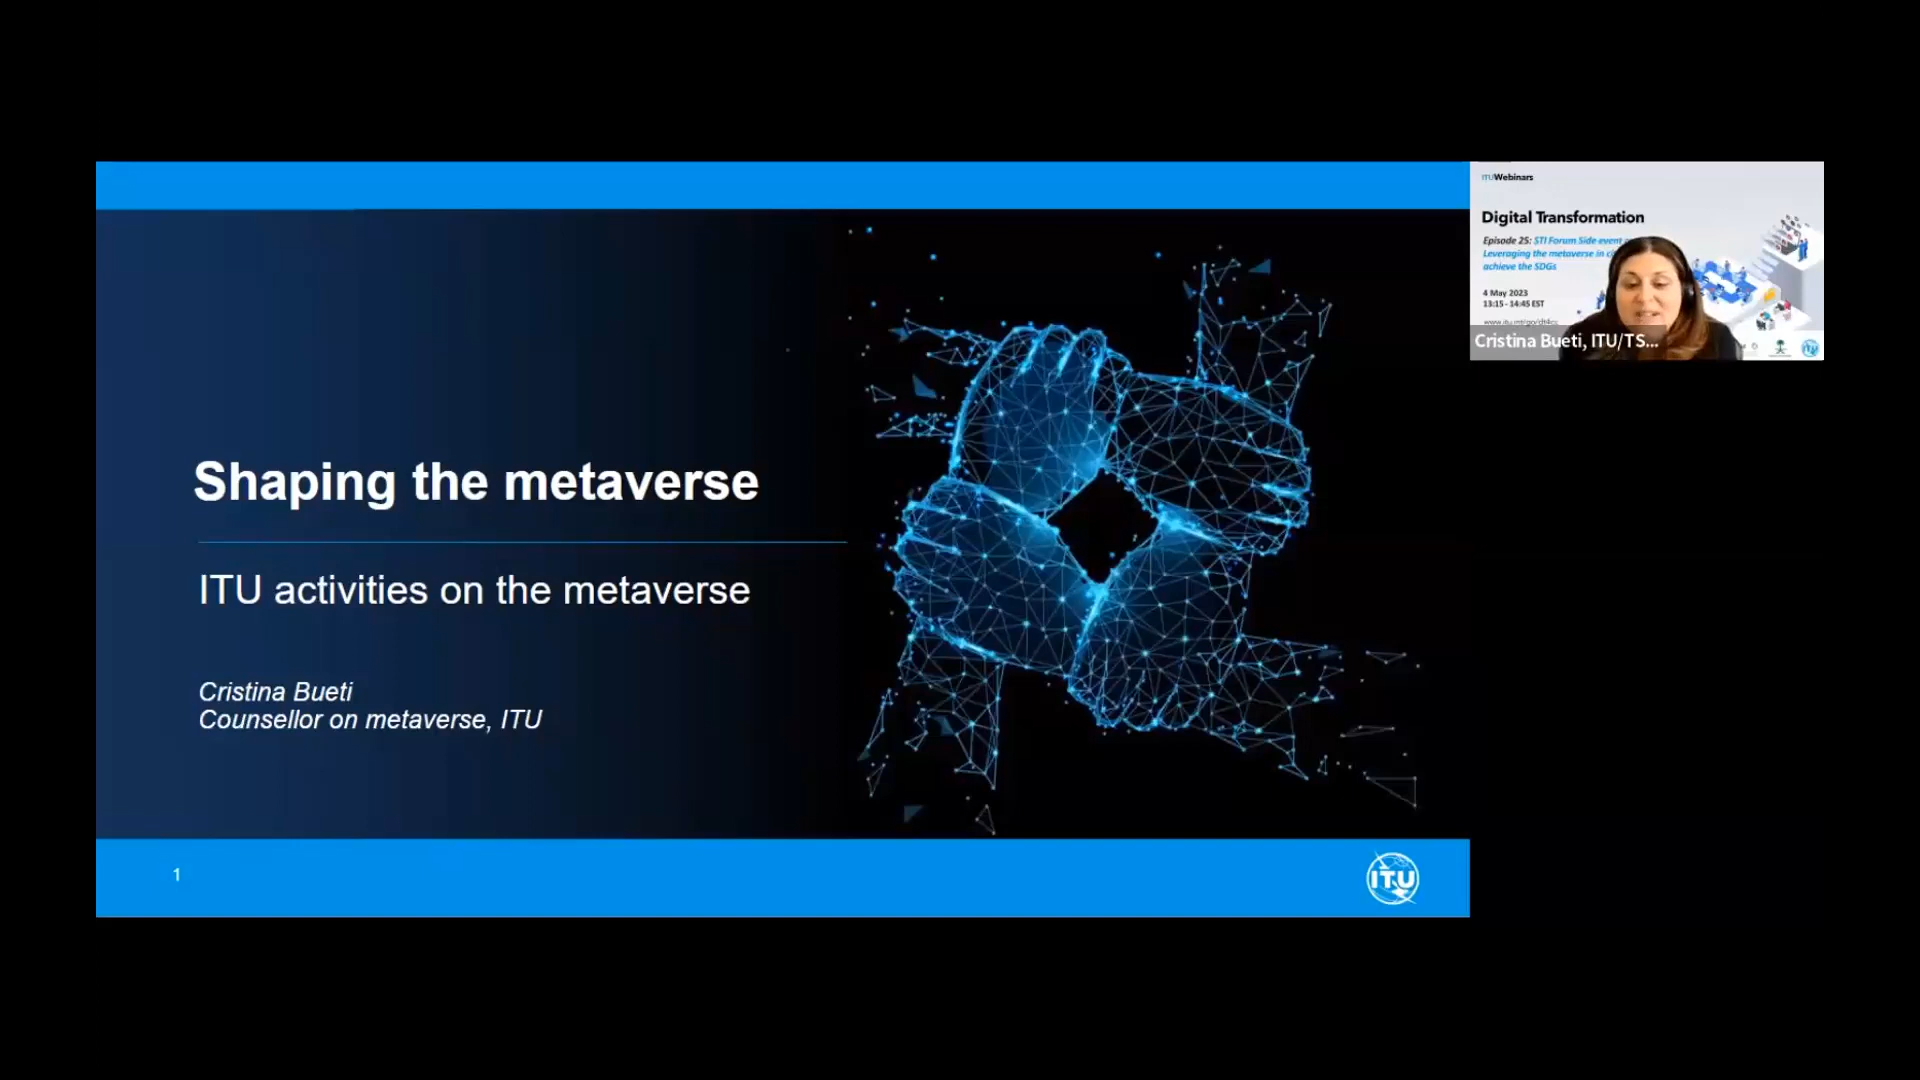 Shaping the metaverse
ITU activities on the metaverse
Cristina Bueti
Counsellor on metaverse, ITU
1
ITU
ITUWebinars
Digital Transformation
Episode 25: STI Forum Side event
Leveraging the metaverse in
achieve the SDGs
4 May 2023
13:15 - 14:45 EST
Cristina Bueti, ITU/TS...